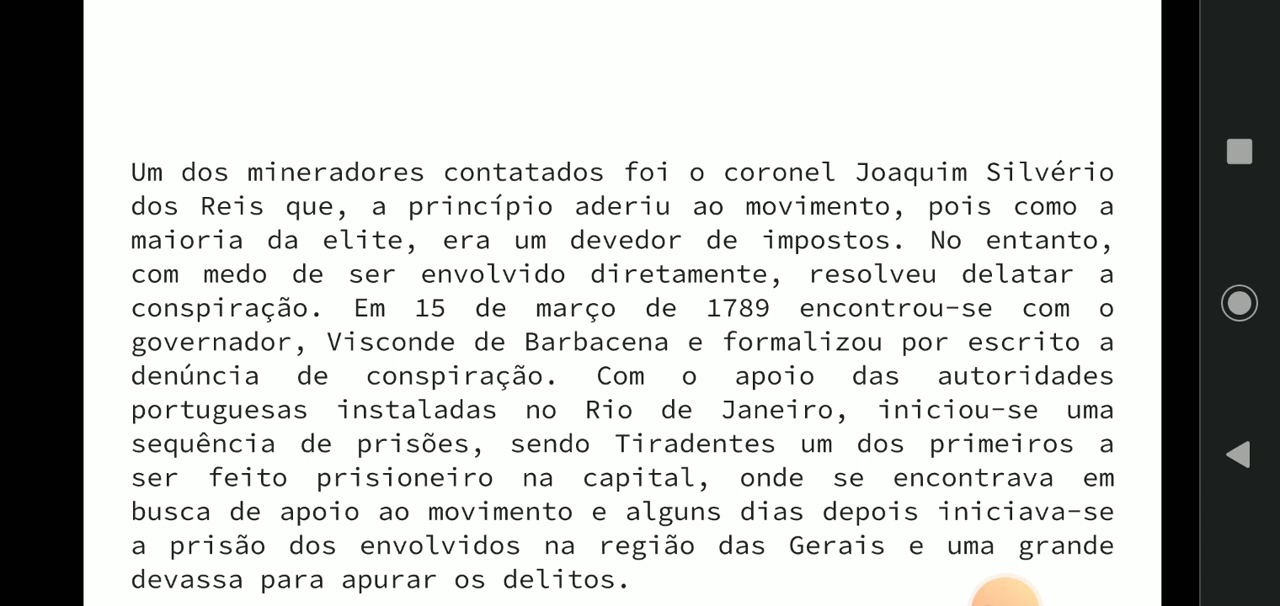 Um dos mineradores contatados foi o coronel Joaquim Silvério
dos Reis que, a princípio aderiu ao movimento, pois como a
maioria da elite, era um devedor de impostos. No entanto,
com medo de ser envolvido diretamente, resolveu delatar a
conspiração. Em 15 de março de 1789 encontrou-se com o
governador, Visconde de Barbacena e formalizou por escrito a
denúncia de conspiração. Com o apoio das autoridades
portuguesas instaladas no Rio de Janeiro, iniciou-se uma
sequência de prisões, sendo Tiradentes um dos primeiros a
ser feito prisioneiro na capital, onde se encontrava em
busca de apoio ao movimento e alguns dias depois iniciava-se
a prisão dos envolvidos na região das Gerais e uma grande
devassa para apurar os delitos.